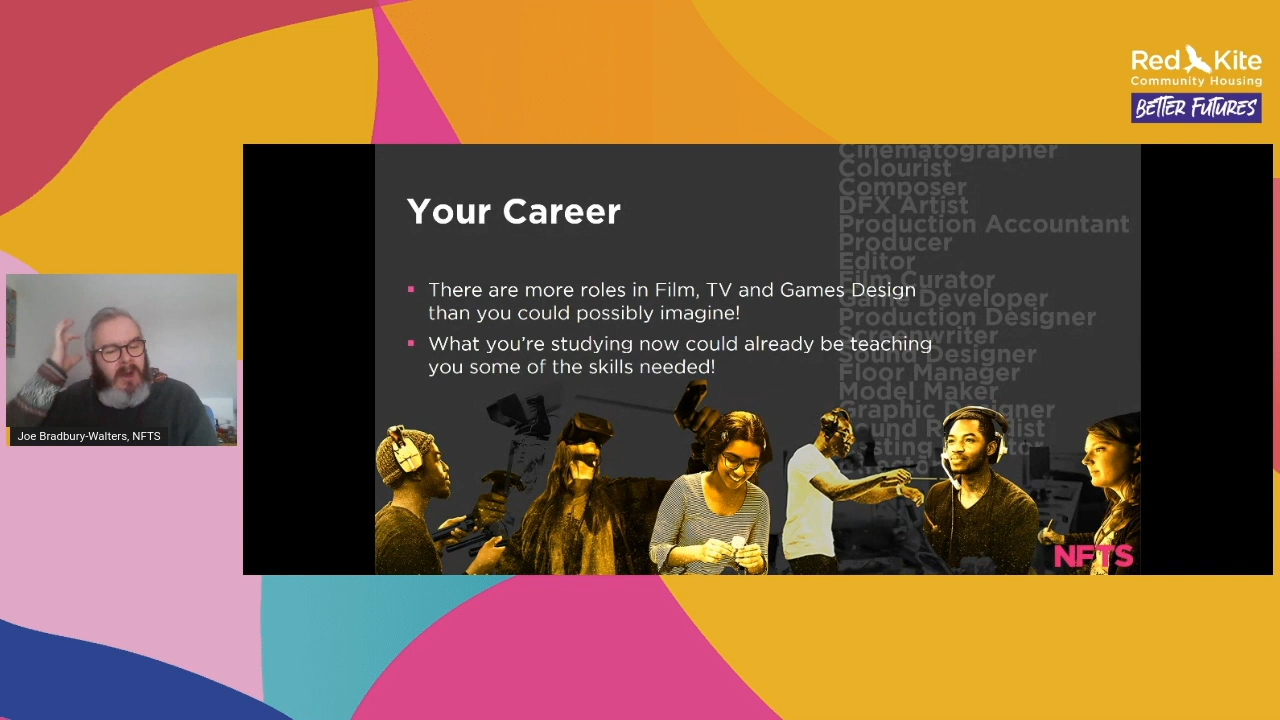 Red Kite
Community Housing
BETTER FUTURES
Cinematographer
Colourist
Composer
DFX Artist
Production Accountant
Producer
Editor
Film Curator
Game Developer
Production Designer
Screenwriter
Sound Designer
Floor Manager
Model Maker
Graphic Designer
Your Career
There are more roles in Film, TV and Games Design
than you could possibly imagine!
What you're studying now could already be teaching
you some of the skills needed!
Joe Bradbury-Walters, NFTS
NFTS